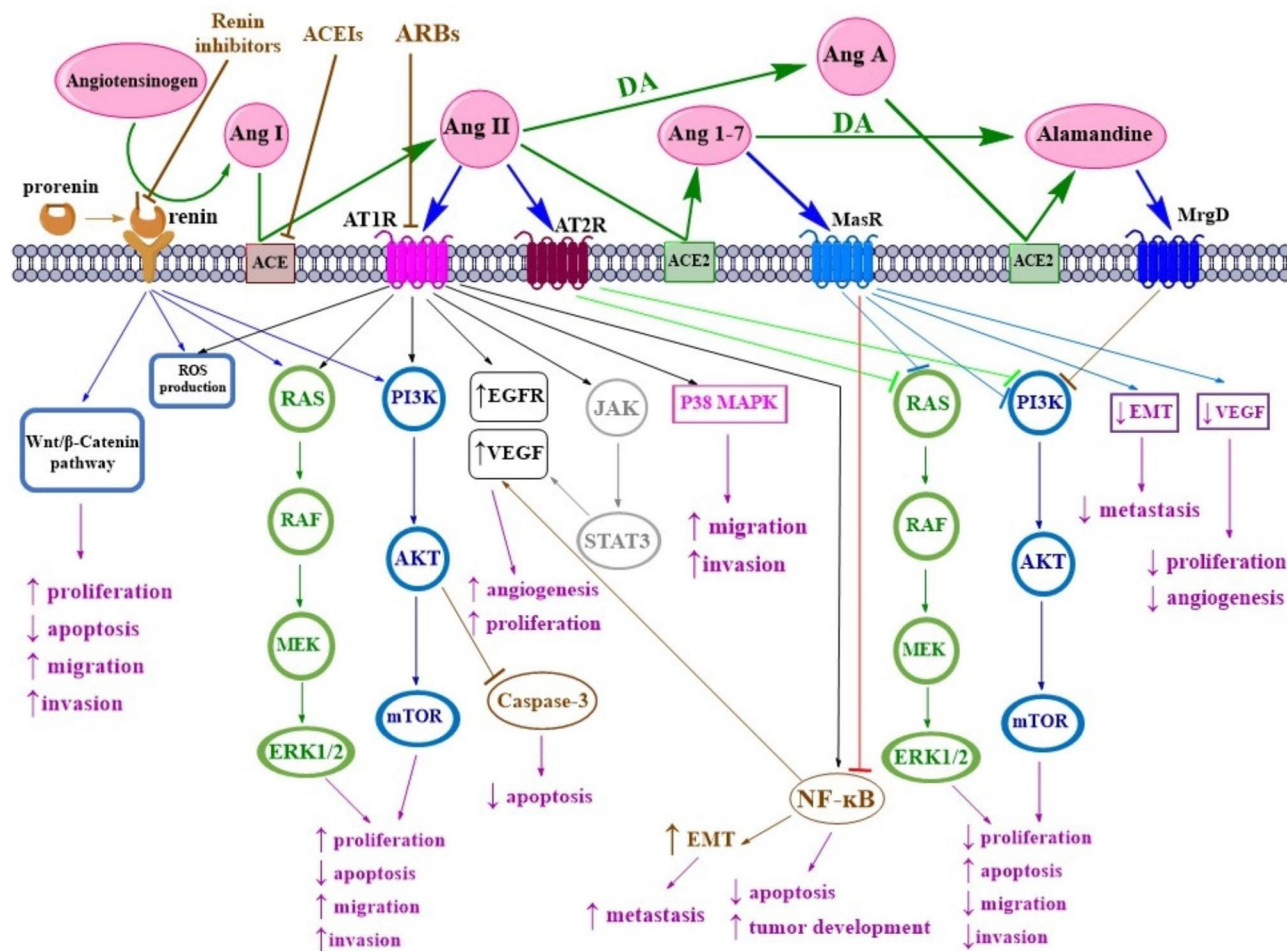 Renin
inhibitors
ACEIs
ARBs
Angiotensinogen
Ang I
Ang II
DA
Ang A
Ang 1-7
DA
Alamandine
prorenin
renin
AT1R
AT2R
MasR
MrgD
ACE
ACE2
ACE2
ROS
production
Wnt/β-Catenin
pathway
↑ proliferation
↓ apoptosis
↑ migration
↑invasion
RAS
RAF
MEK
ERK1/2
PI3K
AKT
mTOR
↑ proliferation
↓ apoptosis
↑ migration
↑invasion
↑EGFR
↑VEGF
↑ angiogenesis
↑ proliferation
Caspase-3
↓ apoptosis
JAK
STAT3
P38 MAPK
↑ migration
↑invasion
NF-κB
↑ EMT
↑ metastasis
↓ apoptosis
↑ tumor development
RAS
RAF
MEK
ERK1/2
PI3K
AKT
mTOR
↓ proliferation
↑ apoptosis
↓ migration
↓invasion
↓EMT
↓ metastasis
↓VEGF
↓ proliferation
↓ angiogenesis